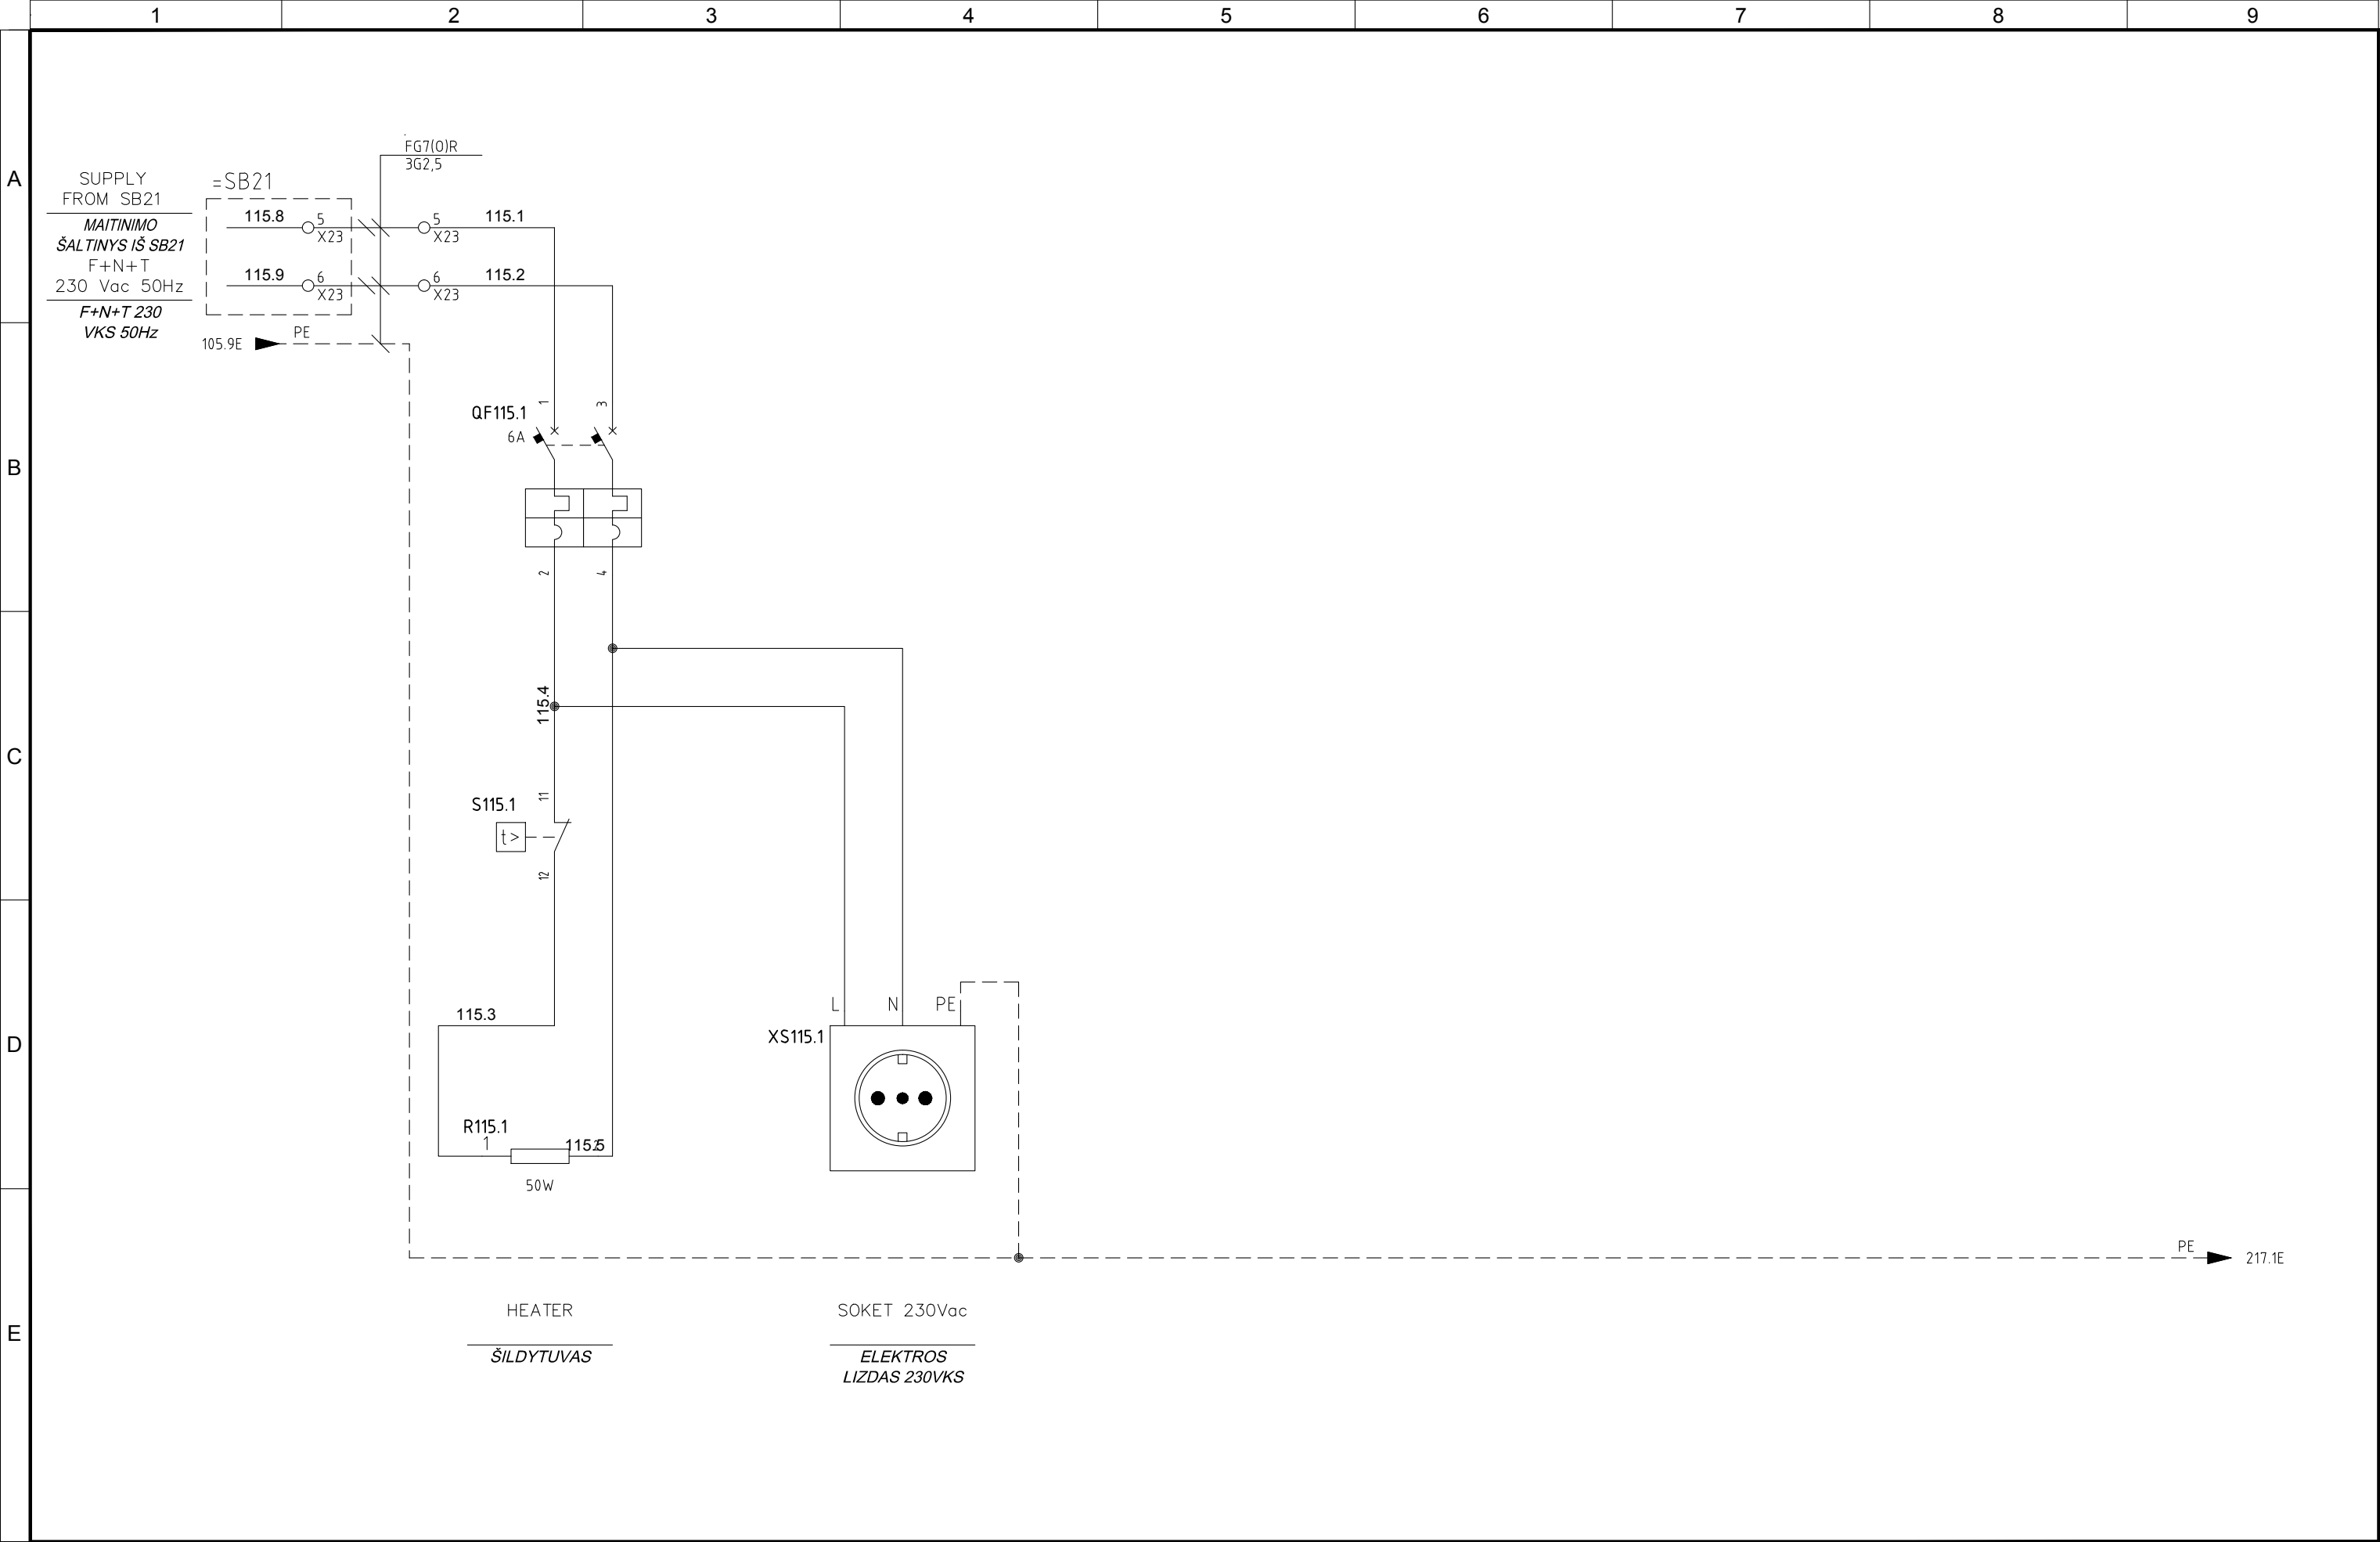 1 2 3 4 5 6 7 8 9
A
B
C
D
E
FG7(O)R
3G2,5
SUPPLY
FROM SB21
MAITINIMO
ŠALTINYS IŠ SB21
F+N+T
230 Vac 50Hz
F+N+T 230
VKS 50Hz
=SB21
115.8 5 5 115.1
X23 X23
115.9 6 6 115.2
X23 X23
105.9E PE
QF115.1 1 3
6A
2 4
115.4
S115.1 11
t>
12
115.3
L N PE
XS115.1
R115.1
1 115.5 2
50W
PE 217.1E
HEATER
ŠILDYTUVAS
SOKET 230Vac
ELEKTROS
LIZDAS 230VKS